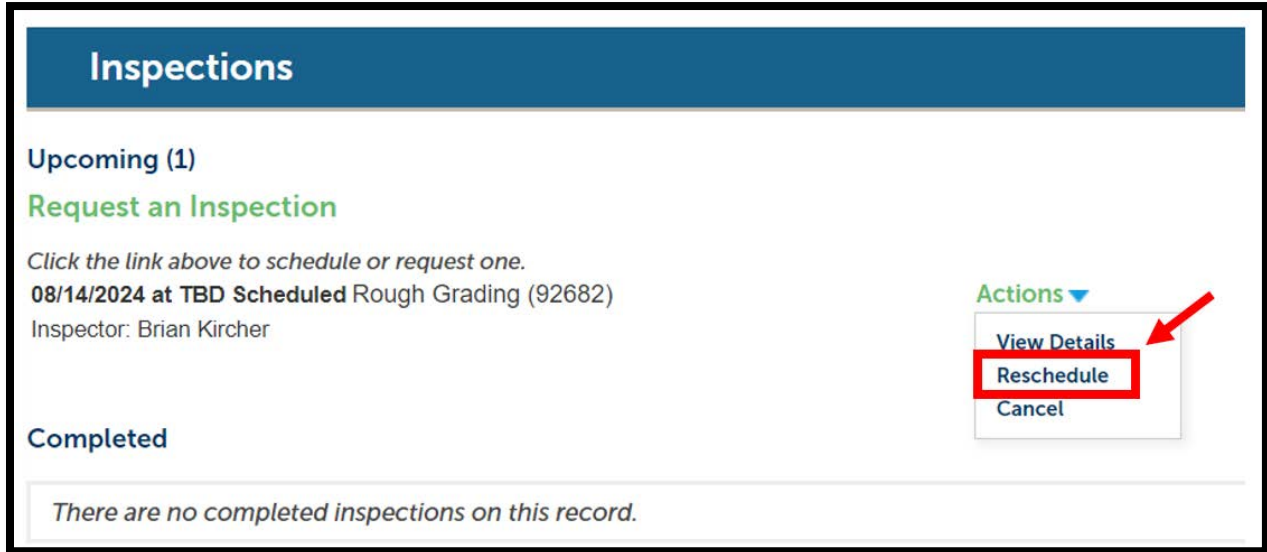 Inspections
Upcoming (1)
Request an Inspection
Click the link above to schedule or request one.
08/14/2024 at TBD Scheduled Rough Grading (92682)
Inspector: Brian Kircher
Actions
View Details
Reschedule
Cancel
Completed
There are no completed inspections on this record.